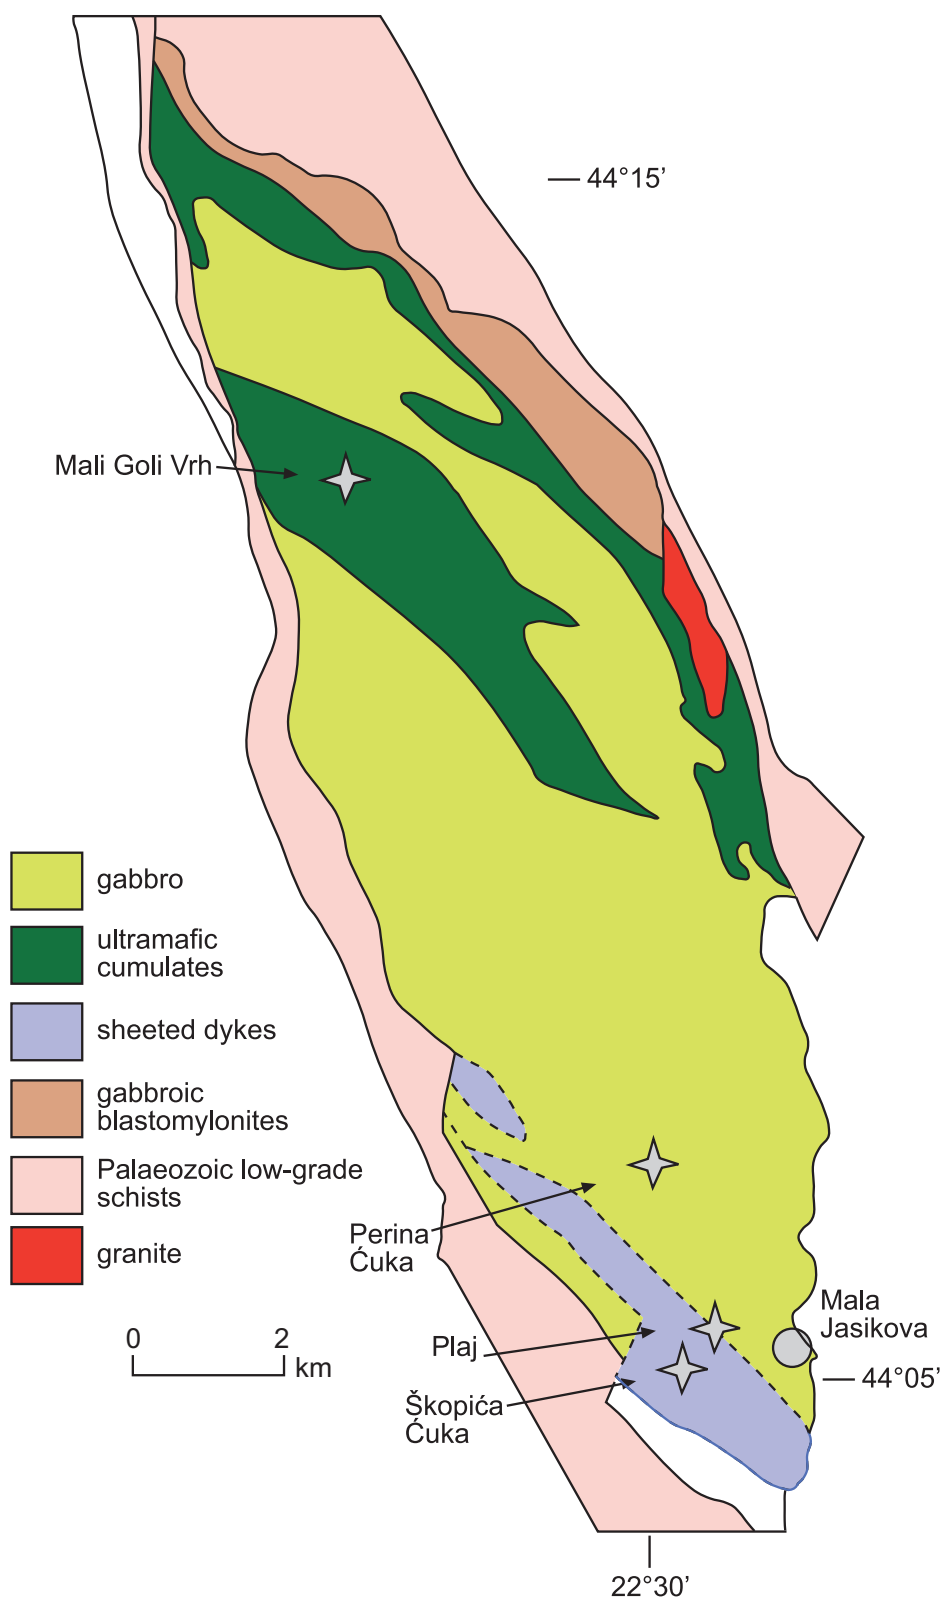 44°15’
Mali Goli Vrh
gabbro
ultramafic
cumulates
sheeted dykes
gabbroic
blastomylonites
Palaeozoic low-grade
schists
granite
0 2
km
Perina
Ćuka
Plaj
Škopića
Ćuka
Mala
Jasikova
44°05’
22°30’